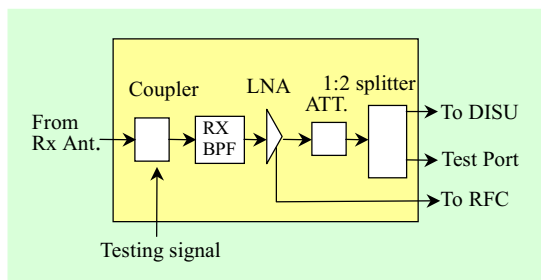 Coupler
LNA
1:2 splitter
ATT.
From
Rx Ant.
RX
BPF
To DISU
Test Port
To RFC
Testing signal